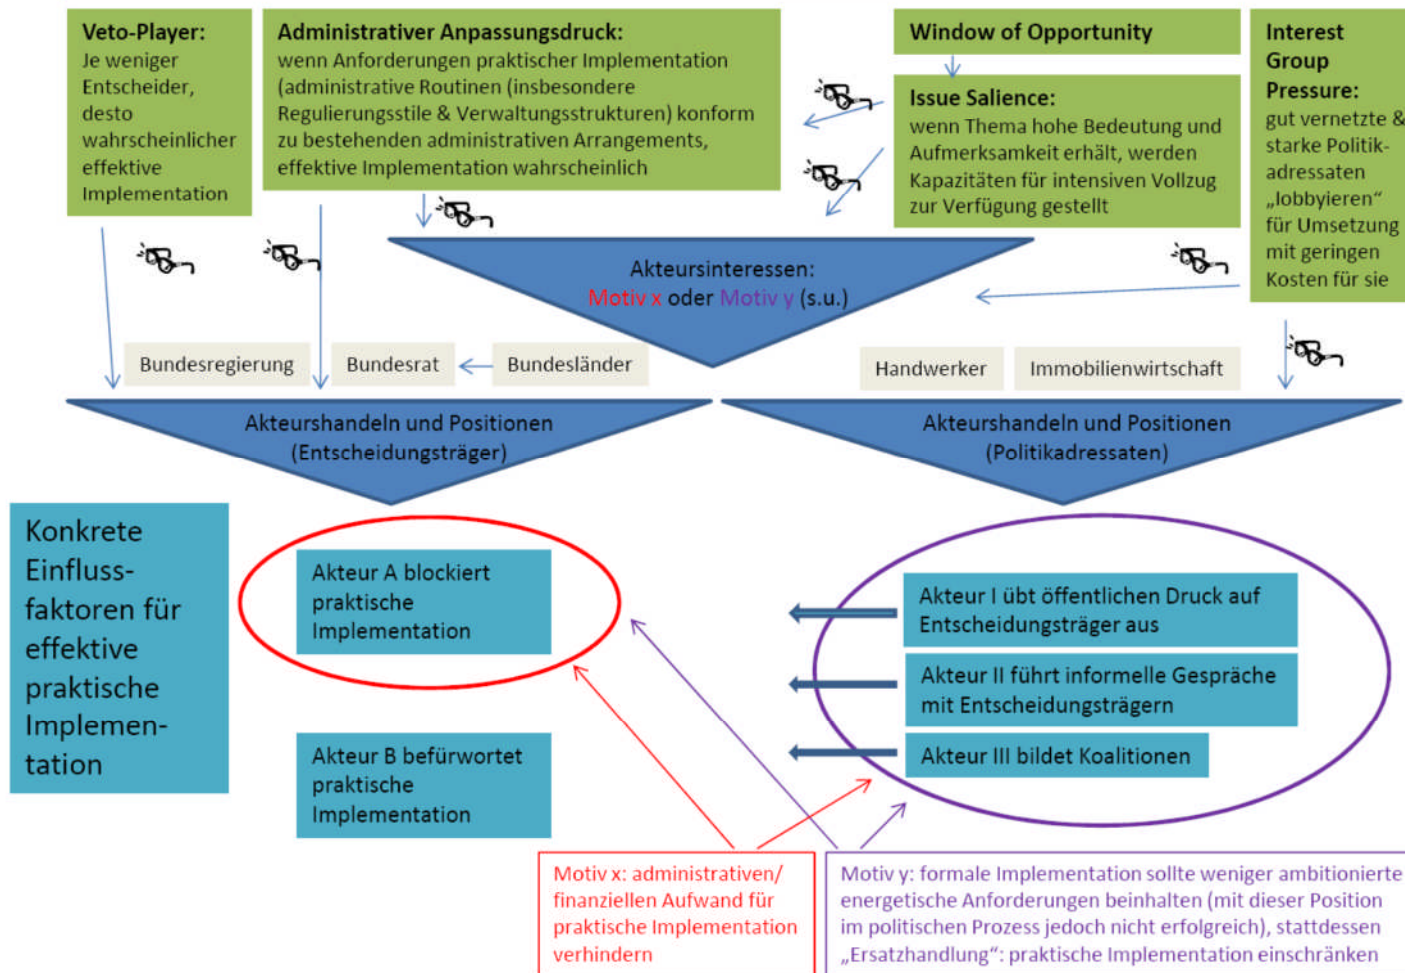 Veto-Player:
Je weniger
Entscheider,
desto
wahrscheinlicher
effektive
Implementation
Administrativer Anpassungsdruck:
wenn Anforderungen praktischer Implementation
(administrative Routinen (insbesondere
Regulierungsstile & Verwaltungsstrukturen) konform
zu bestehenden administrativen Arrangements,
effektive Implementation wahrscheinlich
Window of Opportunity
Issue Salience:
wenn Thema hohe Bedeutung und
Aufmerksamkeit erhält, werden
Kapazitäten für intensiven Vollzug
zur Verfügung gestellt
Interest
Group
Pressure:
gut vernetzte &
starke Politik-
adressaten
„lobbyieren“
für Umsetzung
mit geringen
Kosten für sie
Akteursinteressen:
Motiv x oder Motiv y (s.u.)
Bundesregierung
Bundesrat
Bundesländer
Handwerker
Immobilienwirtschaft
Akteurshandeln und Positionen
(Entscheidungsträger)
Akteurshandeln und Positionen
(Politikadressaten)
Konkrete
Einfluss-
faktoren für
effektive
praktische
Implemen-
tation
Akteur A blockiert
praktische
Implementation
Akteur B befürwortet
praktische
Implementation
Akteur I übt öffentlichen Druck auf
Entscheidungsträger aus
Akteur II führt informelle Gespräche
mit Entscheidungsträgern
Akteur III bildet Koalitionen
Motiv x: administrativen/
finanziellen Aufwand für
praktische Implementation
verhindern
Motiv y: formale Implementation sollte weniger ambitionierte
energetische Anforderungen beinhalten (mit dieser Position
im politischen Prozess jedoch nicht erfolgreich), stattdessen
„Ersatzhandlung“: praktische Implementation einschränken